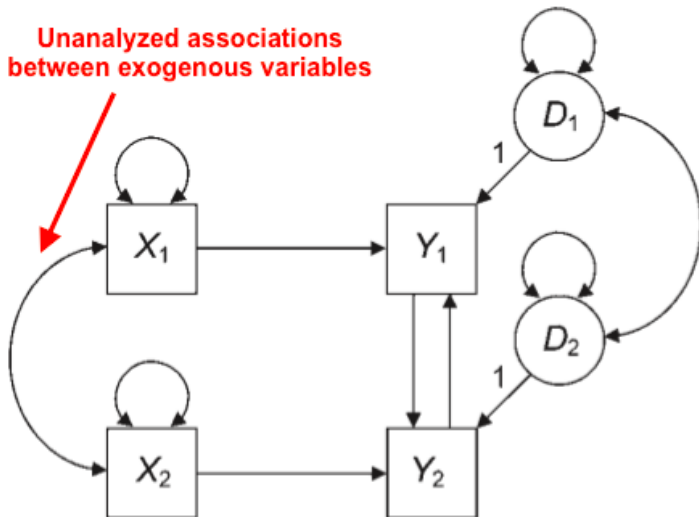 Unanalyzed associations
between exogenous variables
D1
1
X1
Y1
D2
1
X2
Y2